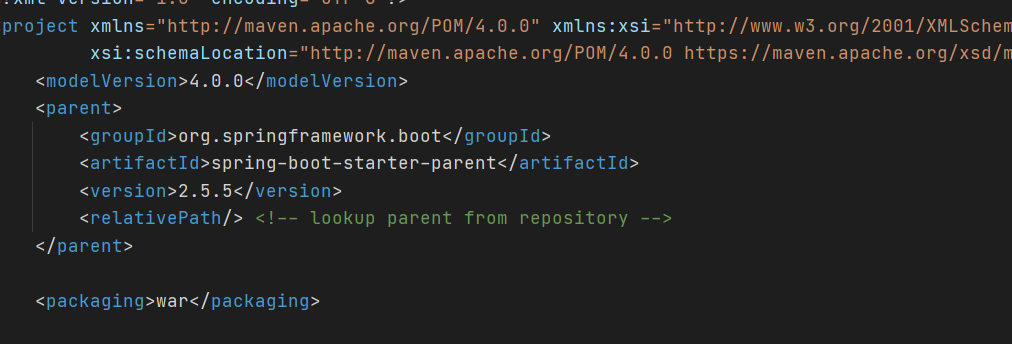 <project xmlns="http://maven.apache.org/POM/4.0.0" xmlns:xsi="http://www.w3.org/2001/XMLSchem
xsi:schemaLocation="http://maven.apache.org/POM/4.0.0 https://maven.apache.org/xsd/m
<modelVersion>4.0.0</modelVersion>
<parent>
<groupId>org.springframework.boot</groupId>
<artifactId>spring-boot-starter-parent</artifactId>
<version>2.5.5</version>
<relativePath/> <!-- lookup parent from repository -->
</parent>
<packaging>war</packaging>